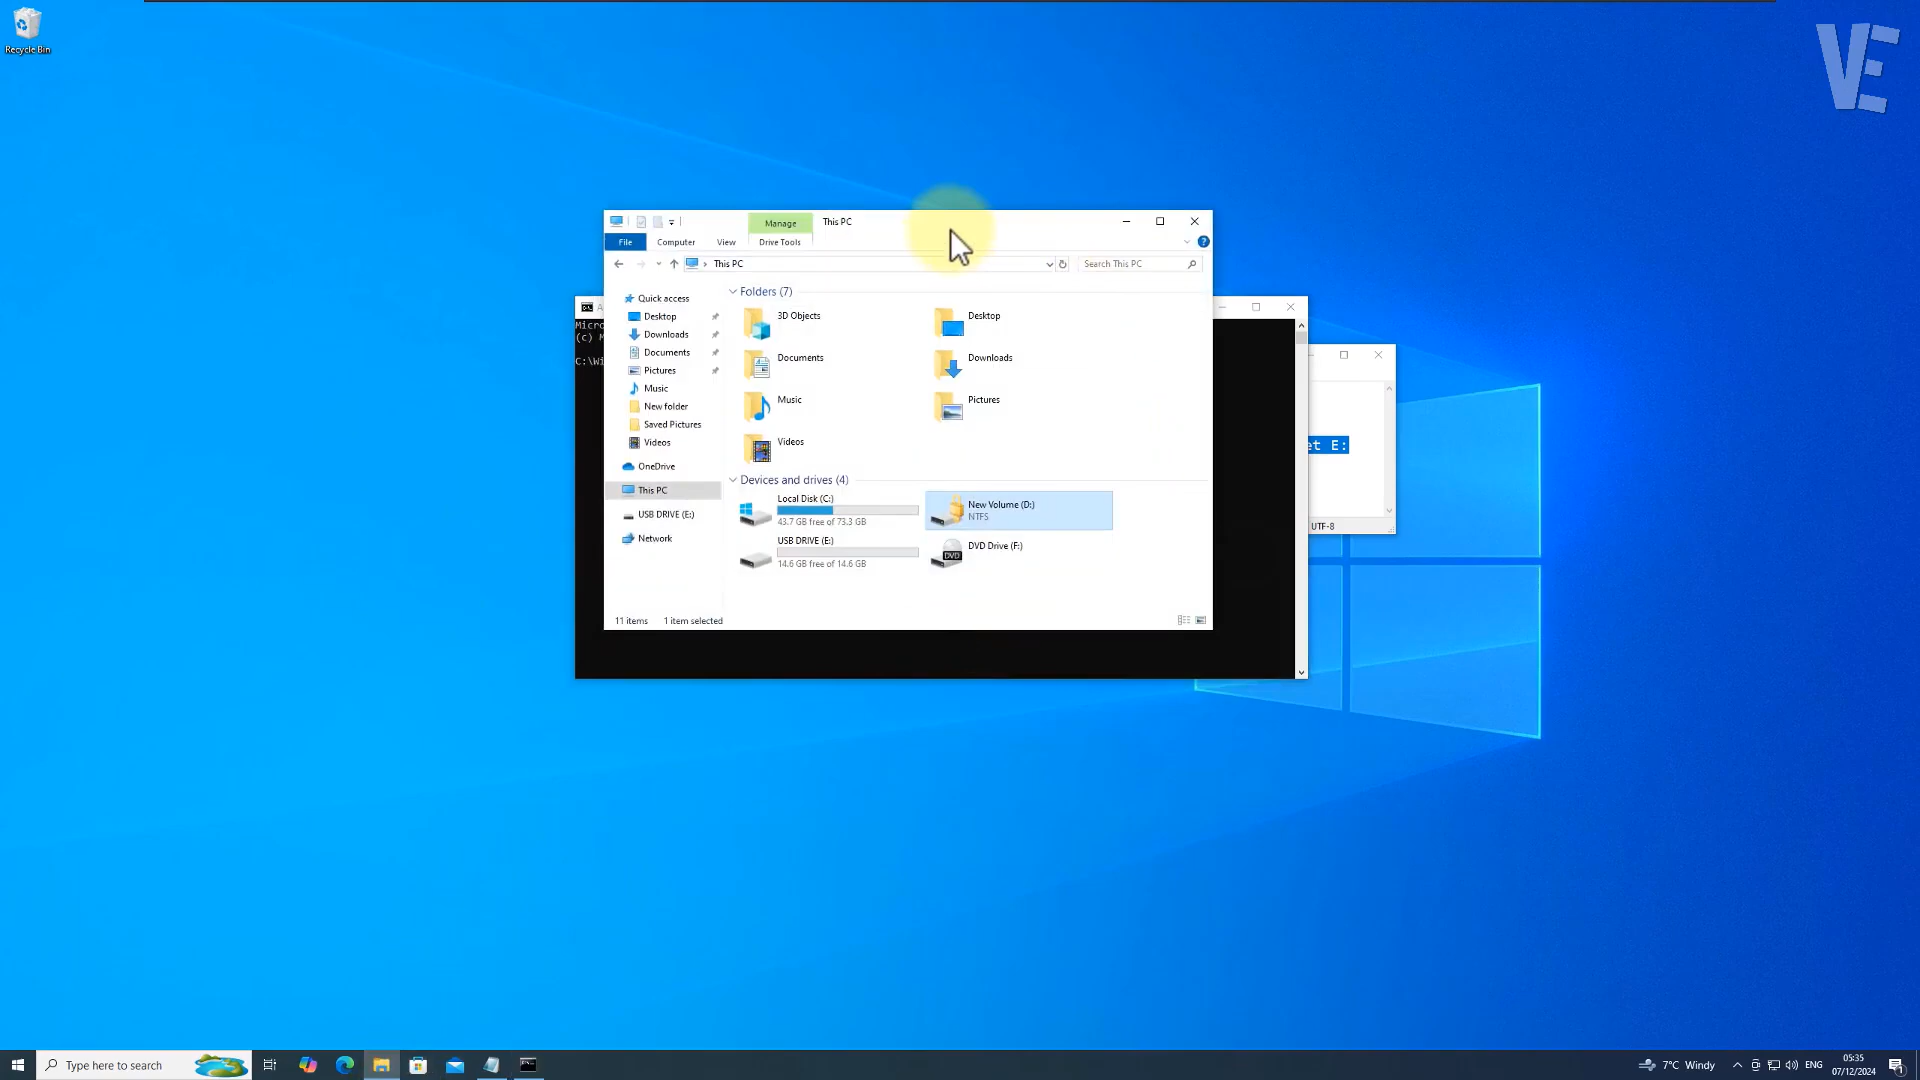 Recycle Bin
VE
Manage
This PC
File
Computer
View
Drive Tools
This PC
Search This PC
Quick access
Desktop
Downloads
Documents
Pictures
Music
New folder
Saved Pictures
Videos
OneDrive
This PC
USB DRIVE (E:)
Network
Folders (7)
3D Objects
Desktop
Documents
Downloads
Music
Pictures
Videos
Devices and drives (4)
Local Disk (C:)
43.7 GB free of 73.3 GB
New Volume (D:)
NTFS
USB DRIVE (E:)
14.6 GB free of 14.6 GB
DVD Drive (F:)
DVD
11 items
1 item selected
(c)
E:
UTF-8
Type here to search
7°C Windy
ENG
05:35
07/12/2024